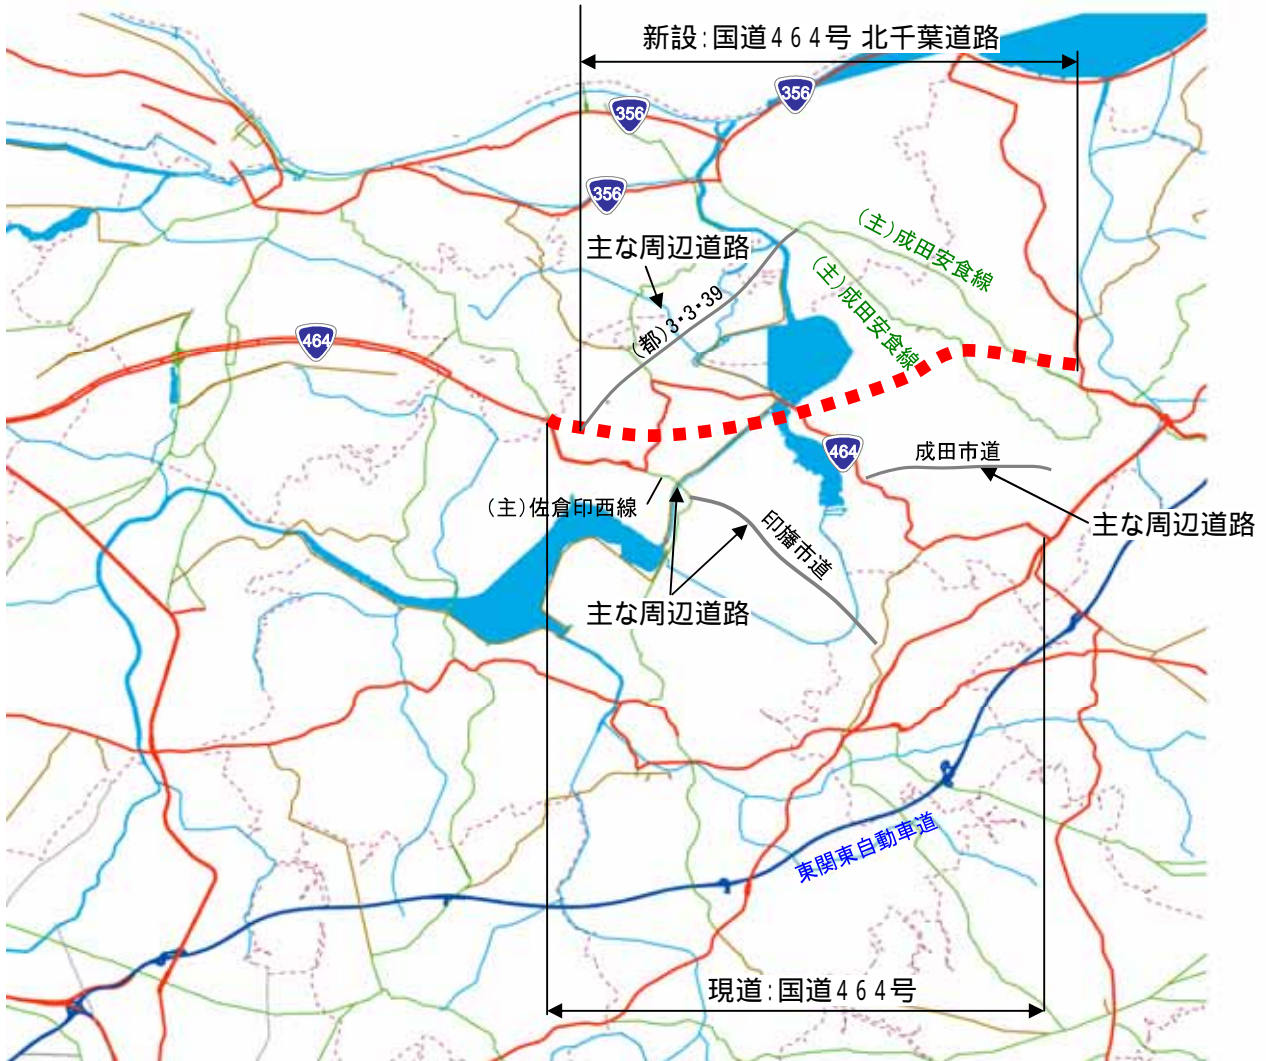 新設:国道464号 北千葉道路
356
356
356
主な周辺道路
(主)成田安食線
(主)成田安食線
(都)3・3・39
464
464
成田市道
(主)佐倉印西線
印旛市道
主な周辺道路
主な周辺道路
東関東自動車道
現道:国道464号